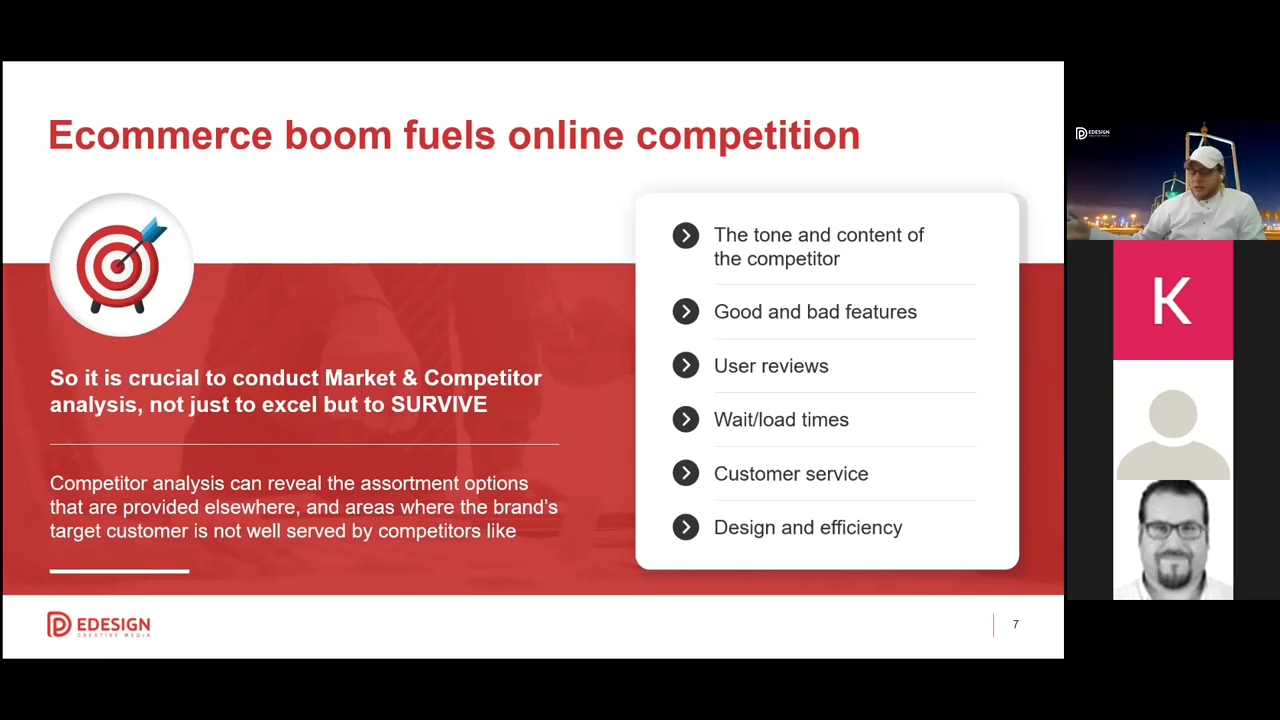 Ecommerce boom fuels online competition
So it is crucial to conduct Market & Competitor
analysis, not just to excel but to SURVIVE
Competitor analysis can reveal the assortment options
that are provided elsewhere, and areas where the brand's
target customer is not well served by competitors like
The tone and content of
the competitor
Good and bad features
User reviews
Wait/load times
Customer service
Design and efficiency
EDESIGN
CREATIVE MEDIA
7
EDESIGN
K